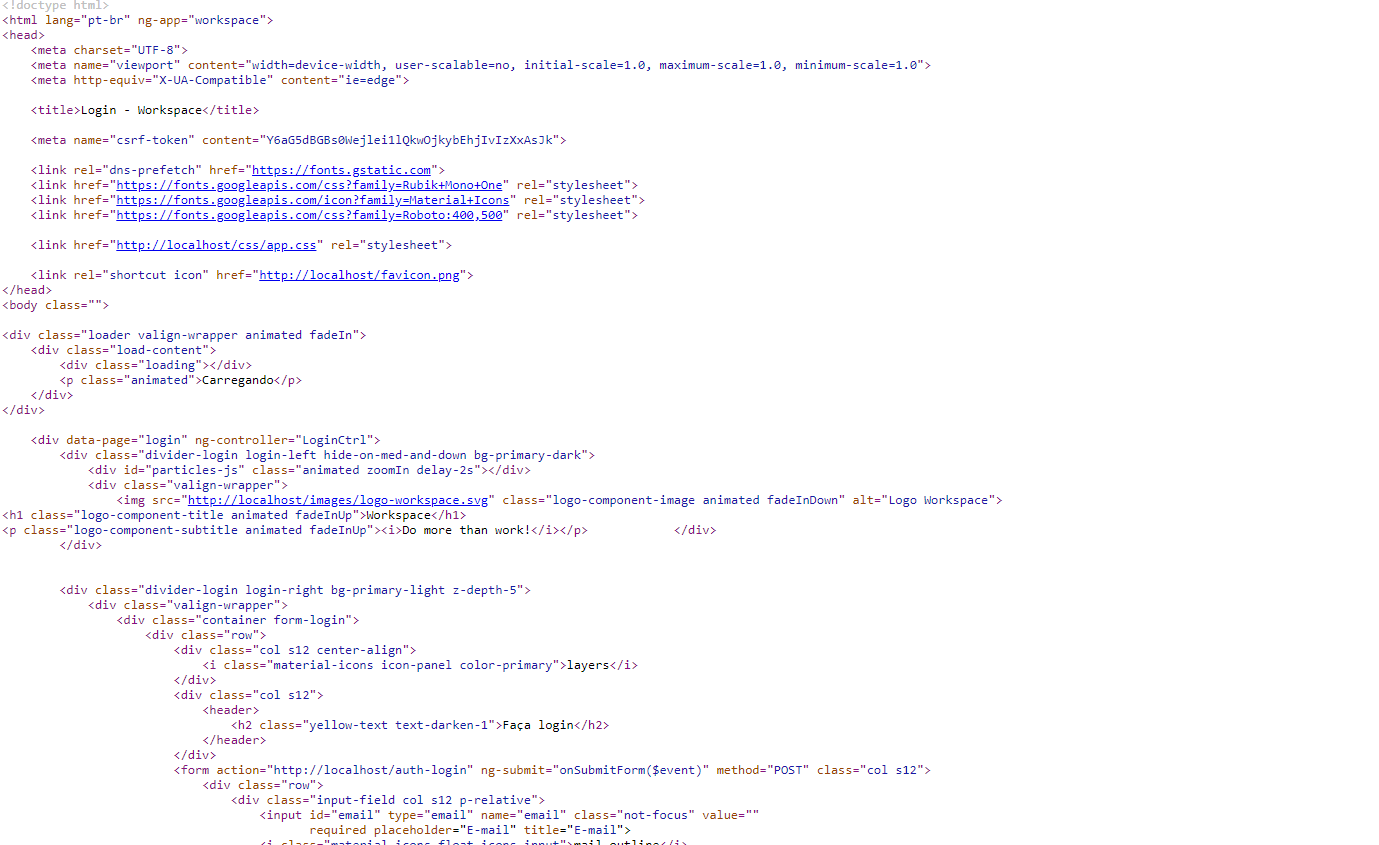 <!doctype html>
<html lang="pt-br" ng-app="workspace">
<head>
    <meta charset="UTF-8">
    <meta name="viewport" content="width=device-width, user-scalable=no, initial-scale=1.0, maximum-scale=1.0, minimum-scale=1.0">
    <meta http-equiv="X-UA-Compatible" content="ie=edge">

    <title>Login - Workspace</title>

    <meta name="csrf-token" content="Y6aG5dBGBs0Wejlei1lQkwOjkybEhjIvIzXxAsJk">

    <link rel="dns-prefetch" href="https://fonts.gstatic.com">
    <link href="https://fonts.googleapis.com/css?family=Rubik+Mono+One" rel="stylesheet">
    <link href="https://fonts.googleapis.com/icon?family=Material+Icons" rel="stylesheet">
    <link href="https://fonts.googleapis.com/css?family=Roboto:400,500" rel="stylesheet">

    <link href="http://localhost/css/app.css" rel="stylesheet">

    <link rel="shortcut icon" href="http://localhost/favicon.png">
</head>
<body class="">

<div class="loader valign-wrapper animated fadeIn">
    <div class="load-content">
        <div class="loading"></div>
        <p class="animated">Carregando</p>
    </div>
</div>

    <div data-page="login" ng-controller="LoginCtrl">
        <div class="divider-login login-left hide-on-med-and-down bg-primary-dark">
            <div id="particles-js" class="animated zoomIn delay-2s"></div>
            <div class="valign-wrapper">
                <img src="http://localhost/images/logo-workspace.svg" class="logo-component-image animated fadeInDown" alt="Logo Workspace">
<h1 class="logo-component-title animated fadeInUp">Workspace</h1>
<p class="logo-component-subtitle animated fadeInUp"><i>Do more than work!</i></p>            </div>
        </div>


        <div class="divider-login login-right bg-primary-light z-depth-5">
            <div class="valign-wrapper">
                <div class="container form-login">
                    <div class="row">
                        <div class="col s12 center-align">
                            <i class="material-icons icon-panel color-primary">layers</i>
                        </div>
                        <div class="col s12">
                            <header>
                                <h2 class="yellow-text text-darken-1">Faça login</h2>
                            </header>
                        </div>
                        <form action="http://localhost/auth-login" ng-submit="onSubmitForm($event)" method="POST" class="col s12">
                            <div class="row">
                                <div class="input-field col s12 p-relative">
                                    <input id="email" type="email" name="email" class="not-focus" value=""
                                           required placeholder="E-mail" title="E-mail">
                                    <i class="material-icons float-icons-input">mail_outline</i>